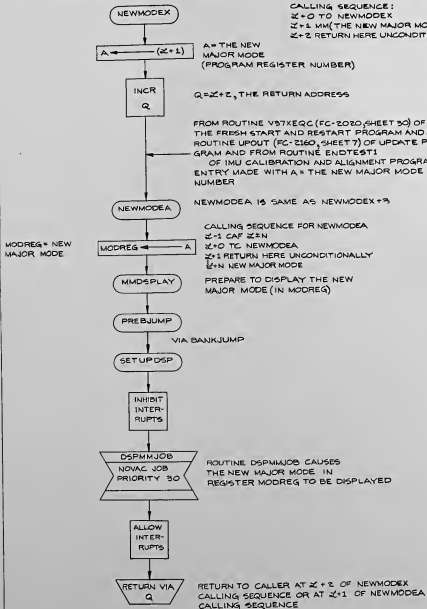 CALLING SEQUENCE:
L+0 TC NEWMODEX
L+1 MM(THE NEW MAJOR MO
L+2 RETURN HERE UNCONDIT
NEWMODEX
A ← (L+1)
A = THE NEW
MAJOR MODE
(PROGRAM REGISTER NUMBER)
INCR
Q
Q=L+2, THE RETURN ADDRESS
FROM ROUTINE V37XEQC (FC-2020, SHEET 30) OF
THE FRESH START AND RESTART PROGRAM AND
ROUTINE UPOUT (FC-2160, SHEET 7) OF UPDATE P
GRAM AND FROM ROUTINE ENDTEST1
OF IMU CALIBRATION AND ALIGNMENT PROGRA
ENTRY MADE WITH A = THE NEW MAJOR MODE
NUMBER
NEWMODEA
NEWMODEA IS SAME AS NEWMODEX+3
CALLING SEQUENCE FOR NEWMODEA
L-1 CAF L±N
L+0 TC NEWMODEA
L+1 RETURN HERE UNCONDITIONALLY
L+N NEW MAJOR MODE
MODREG = NEW
MAJOR MODE
MODREG ← A
MMDSPLAY
PREPARE TO DISPLAY THE NEW
MAJOR MODE (IN MODREG)
PREBJUMP
VIA BANKJUMP
SETUPDSP
INHIBIT
INTER-
RUPTS
DSPMMJOB
NOVAC JOB
PRIORITY 30
ROUTINE DSPMMJOB CAUSES
THE NEW MAJOR MODE IN
REGISTER MODREG TO BE DISPLAYED
ALLOW
INTER-
RUPTS
RETURN VIA
Q
RETURN TO CALLER AT L+2 OF NEWMODEX
CALLING SEQUENCE OR AT L+1 OF NEWMODEA
CALLING SEQUENCE